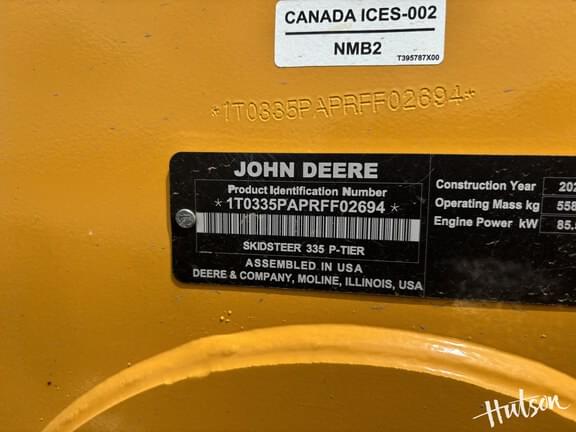 CANADA ICES-002
NMB2
T395787X00
*1T0335PAPRFF02694*
JOHN DEERE
Product Identification Number
*1T0335PAPRFF02694*
SKIDSTEER 335 P-TIER
ASSEMBLED IN USA
DEERE & COMPANY, MOLINE, ILLINOIS, USA
Construction Year
Operating Mass kg
Engine Power kW
Hutson